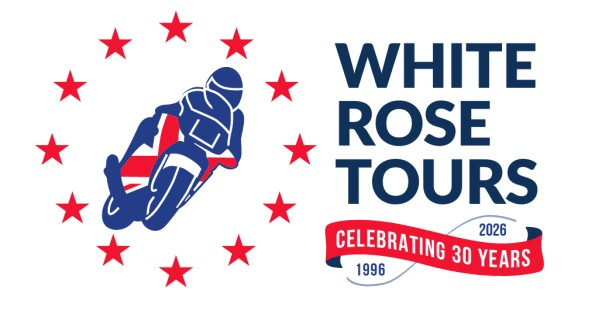 WHITE
ROSE
TOURS
2026
CELEBRATING 30 YEARS
1996